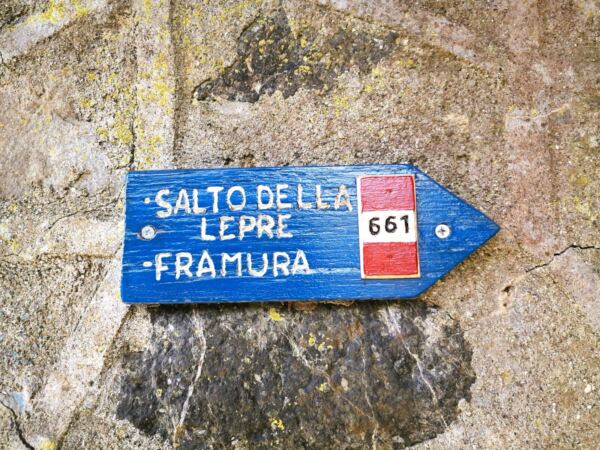 ·SALTO DELLA
LEPRE
·FRAMURA
661